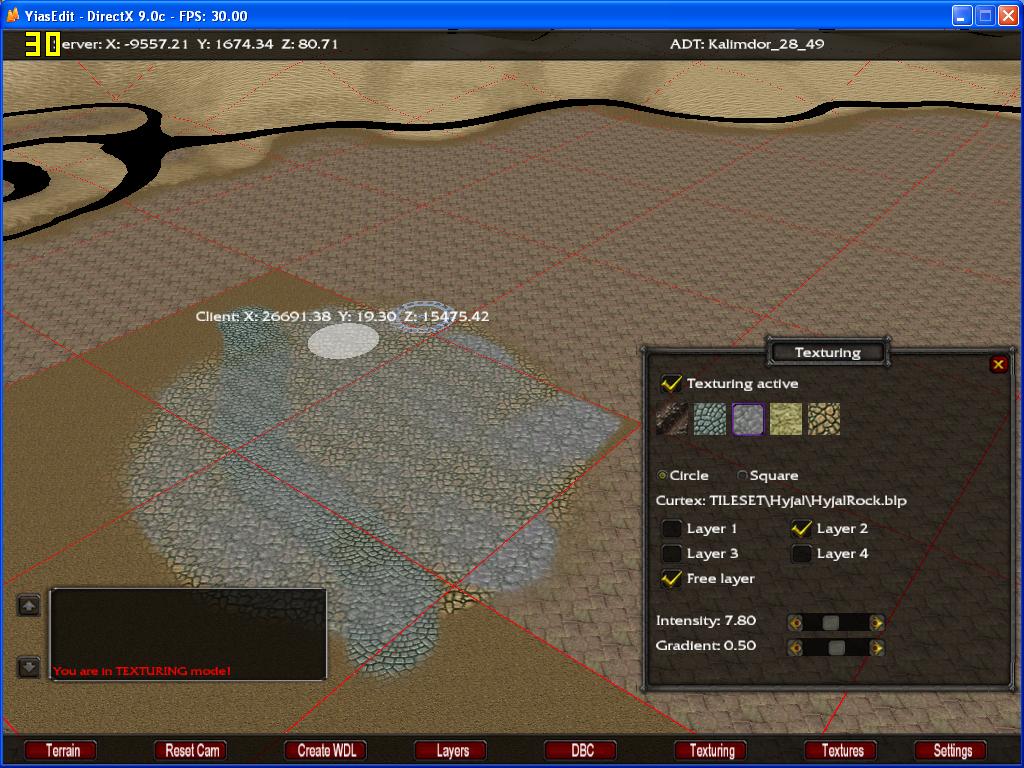 YiasEdit - DirectX 9.0c - FPS: 30.00
30
erver: X: -9557.21 Y: 1674.34 Z: 80.71
ADT: Kalimdor_28_49
Client: X: 26691.38 Y: 19.30 Z: 15475.42
Texturing
Texturing active
Circle
Square
Curtex: TILESET\Hyjal\HyjalRock.blp
Layer 1
Layer 2
Layer 3
Layer 4
Free layer
Intensity: 7.80
Gradient: 0.50
You are in TEXTURING mode!
Terrain
Reset Cam
Create WDL
Layers
DBC
Texturing
Textures
Settings